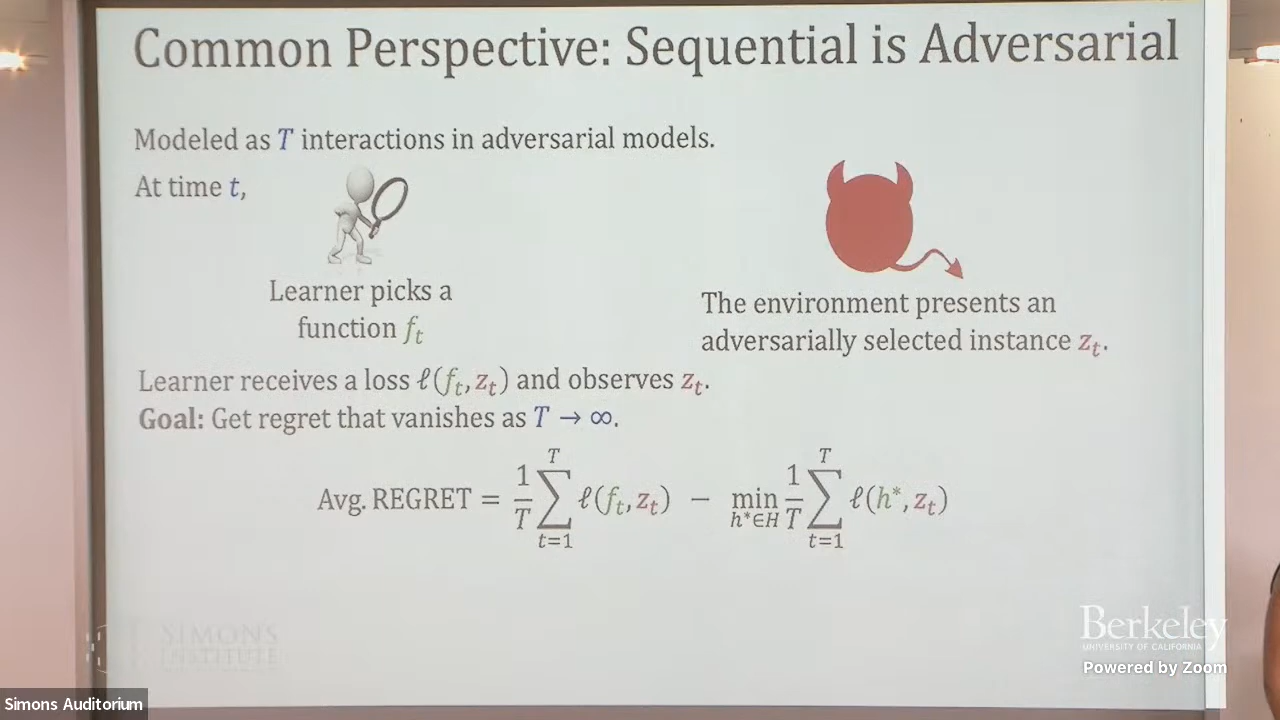 Common Perspective: Sequential is Adversarial
Modeled as T interactions in adversarial models.
At time t,
Learner picks a
function f_t
The environment presents an
adversarially selected instance z_t.
Learner receives a loss ℓ(f_t, z_t) and observes z_t.
Goal: Get regret that vanishes as T → ∞.
Avg. REGRET = 1/T ∑_{t=1}^{T} ℓ(f_t, z_t) − min_{h*∈H} 1/T ∑_{t=1}^{T} ℓ(h*, z_t)
SIMONS
INSTITUTE
Berkeley
UNIVERSITY OF CALIFORNIA
Powered by Zoom
Simons Auditorium